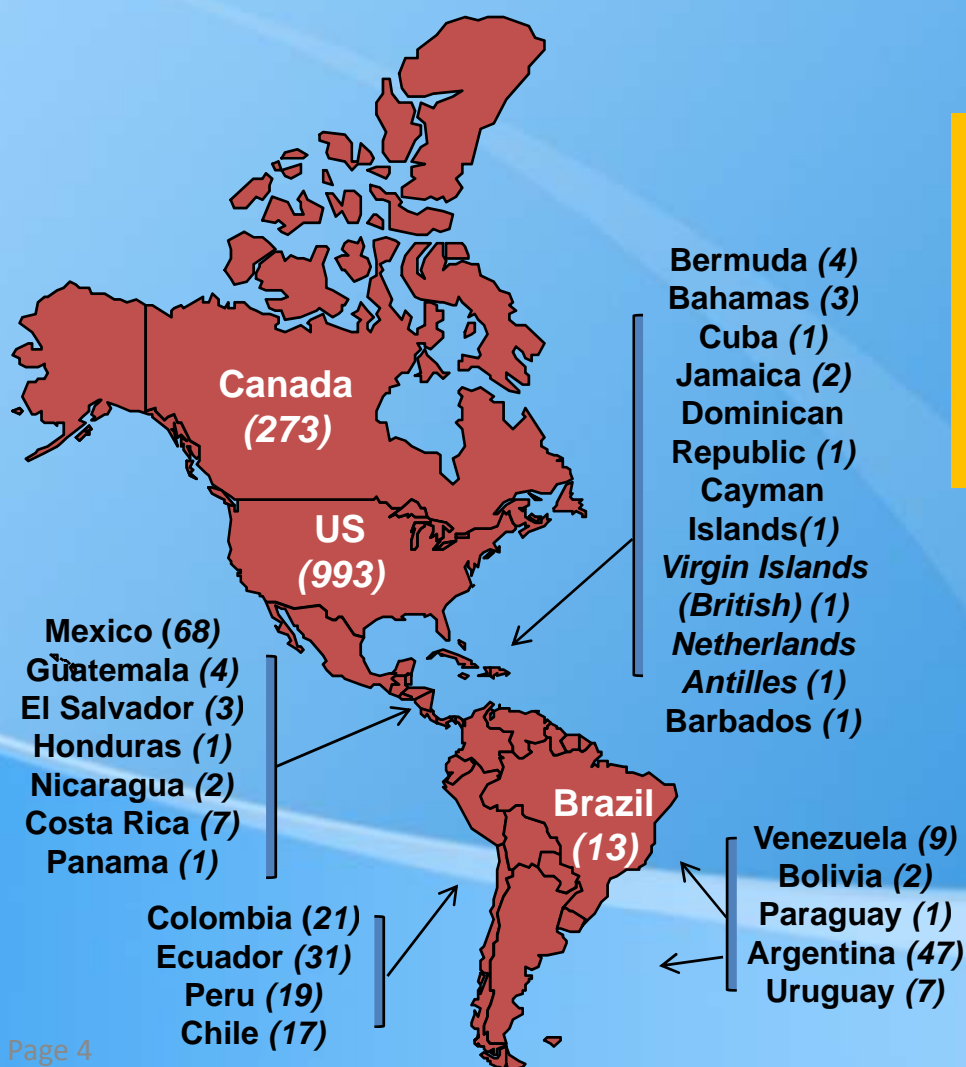 Canada
(273)
US
(993)
Bermuda (4)
Bahamas (3)
Cuba (1)
Jamaica (2)
Dominican
Republic (1)
Cayman
Islands(1)
Virgin Islands
(British) (1)
Netherlands
Antilles (1)
Barbados (1)
Mexico (68)
Guatemala (4)
El Salvador (3)
Honduras (1)
Nicaragua (2)
Costa Rica (7)
Panama (1)
Brazil
(13)
Venezuela (9)
Bolivia (2)
Paraguay (1)
Argentina (47)
Uruguay (7)
Colombia (21)
Ecuador (31)
Peru (19)
Chile (17)
Page 4